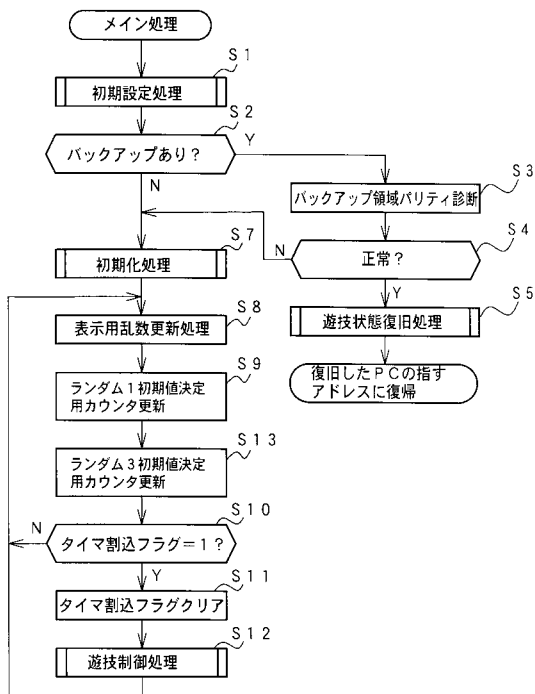 メイン処理
S1
初期設定処理
S2
バックアップあり？
Y
N
S3
バックアップ領域パリティ診断
S4
正常？
N
Y
S5
遊技状態復旧処理
復旧したPCの指す
アドレスに復帰
S7
初期化処理
S8
表示用乱数更新処理
S9
ランダム1初期値決定
用カウンタ更新
S13
ランダム3初期値決定
用カウンタ更新
S10
タイマ割込フラグ＝1？
N
Y
S11
タイマ割込フラグクリア
S12
遊技制御処理